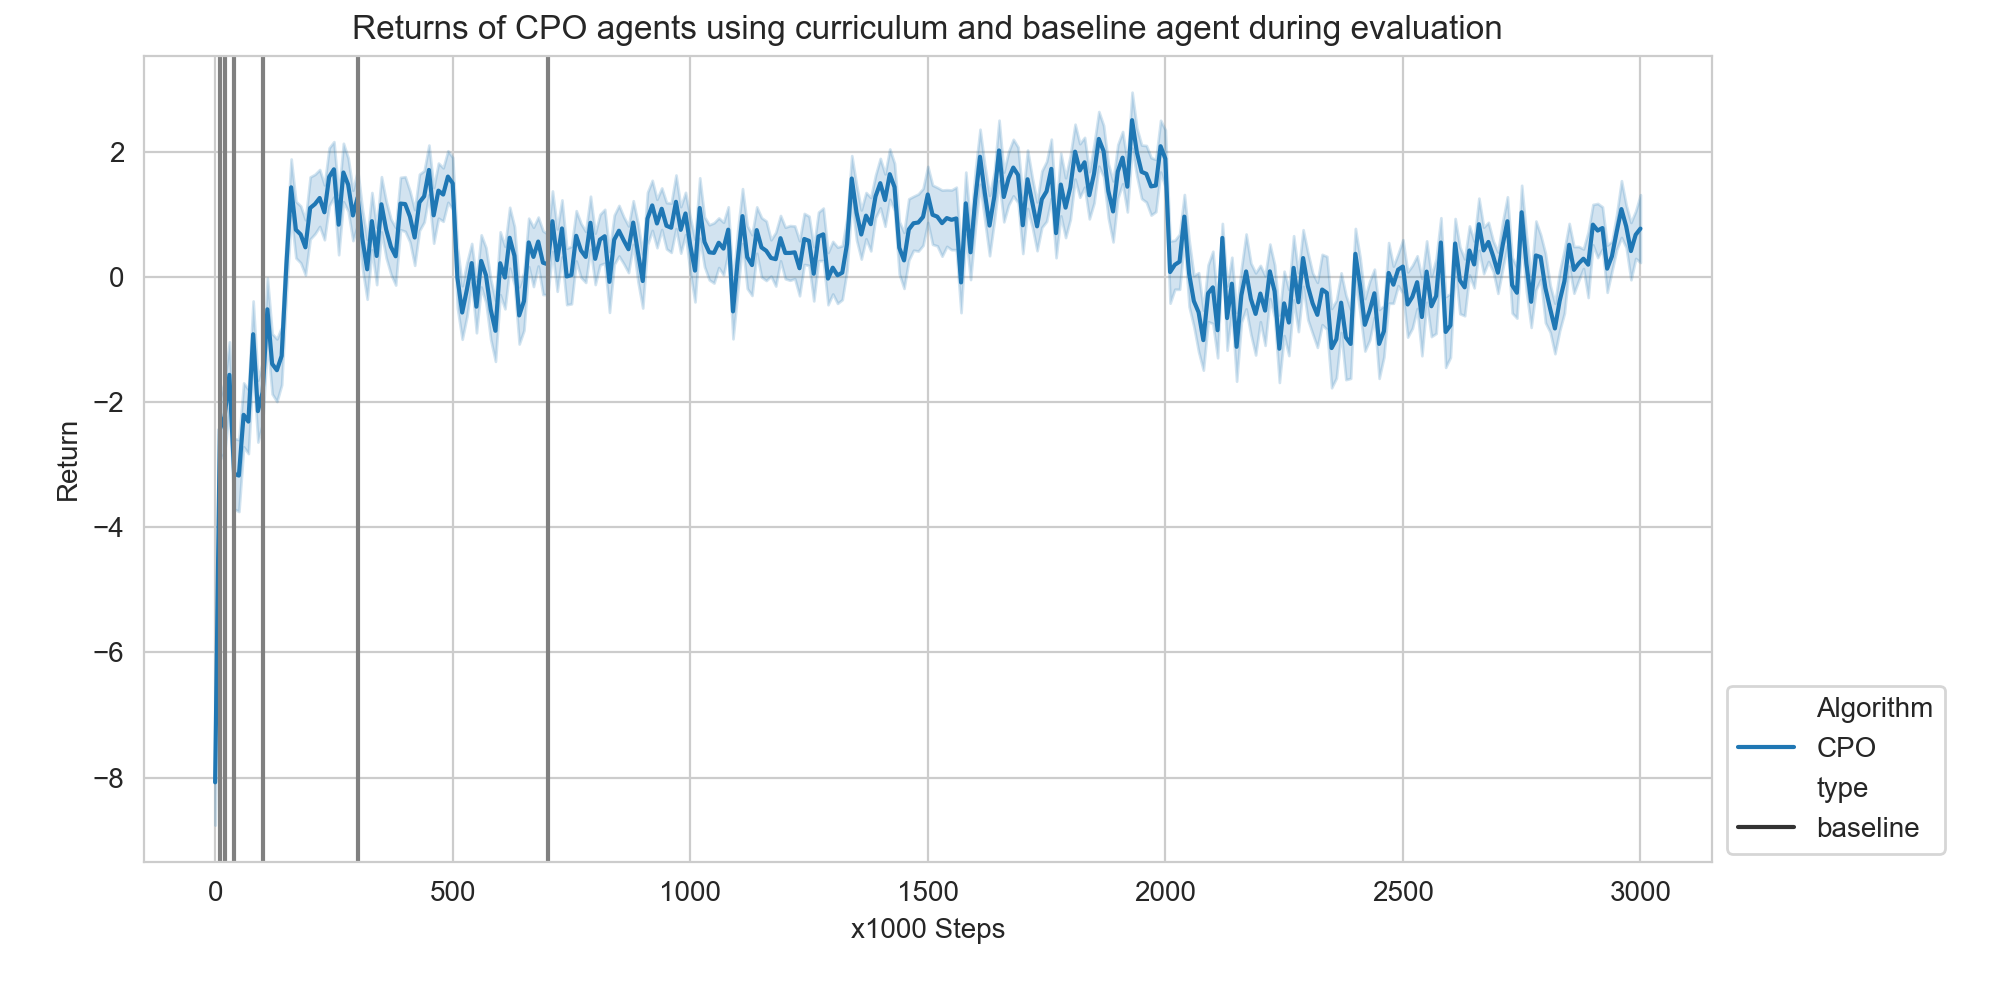 Returns of CPO agents using curriculum and baseline agent during evaluation
Return
2
0
−2
−4
−6
−8
0 500 1000 1500 2000 2500 3000
x1000 Steps
Algorithm
CPO
type
baseline